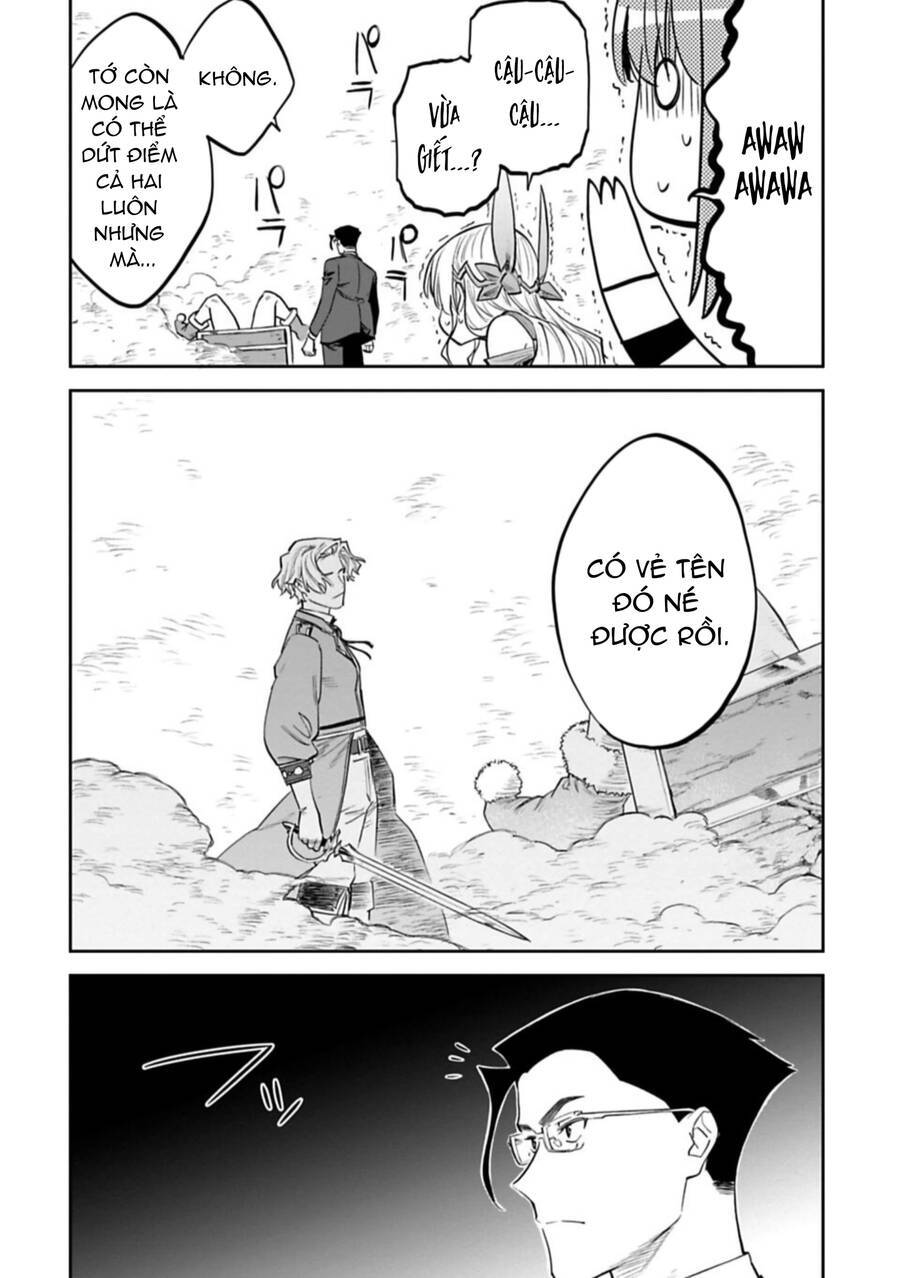 AWAW
AWAWA
CẬU-CẬU-
CẬU...
VỪA
GIẾT...?
KHÔNG.
TỚ CÒN
MONG LÀ
CÓ THỂ
DỨT ĐIỂM
CẢ HAI
LUÔN
NHƯNG
MÀ...
CÓ VẺ TÊN
ĐÓ NÉ
ĐƯỢC RỒI.